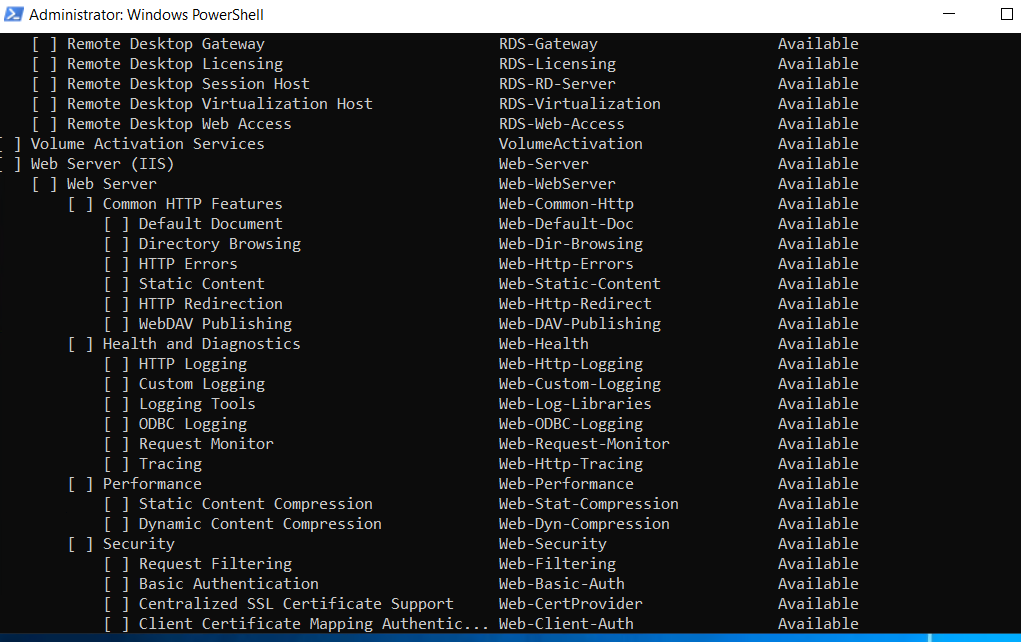 Administrator: Windows PowerShell
[ ] Remote Desktop Gateway RDS-Gateway Available
[ ] Remote Desktop Licensing RDS-Licensing Available
[ ] Remote Desktop Session Host RDS-RD-Server Available
[ ] Remote Desktop Virtualization Host RDS-Virtualization Available
[ ] Remote Desktop Web Access RDS-Web-Access Available
[ ] Volume Activation Services VolumeActivation Available
[ ] Web Server (IIS) Web-Server Available
[ ] Web Server Web-WebServer Available
[ ] Common HTTP Features Web-Common-Http Available
[ ] Default Document Web-Default-Doc Available
[ ] Directory Browsing Web-Dir-Browsing Available
[ ] HTTP Errors Web-Http-Errors Available
[ ] Static Content Web-Static-Content Available
[ ] HTTP Redirection Web-Http-Redirect Available
[ ] WebDAV Publishing Web-DAV-Publishing Available
[ ] Health and Diagnostics Web-Health Available
[ ] HTTP Logging Web-Http-Logging Available
[ ] Custom Logging Web-Custom-Logging Available
[ ] Logging Tools Web-Log-Libraries Available
[ ] ODBC Logging Web-ODBC-Logging Available
[ ] Request Monitor Web-Request-Monitor Available
[ ] Tracing Web-Http-Tracing Available
[ ] Performance Web-Performance Available
[ ] Static Content Compression Web-Stat-Compression Available
[ ] Dynamic Content Compression Web-Dyn-Compression Available
[ ] Security Web-Security Available
[ ] Request Filtering Web-Filtering Available
[ ] Basic Authentication Web-Basic-Auth Available
[ ] Centralized SSL Certificate Support Web-CertProvider Available
[ ] Client Certificate Mapping Authentic... Web-Client-Auth Available